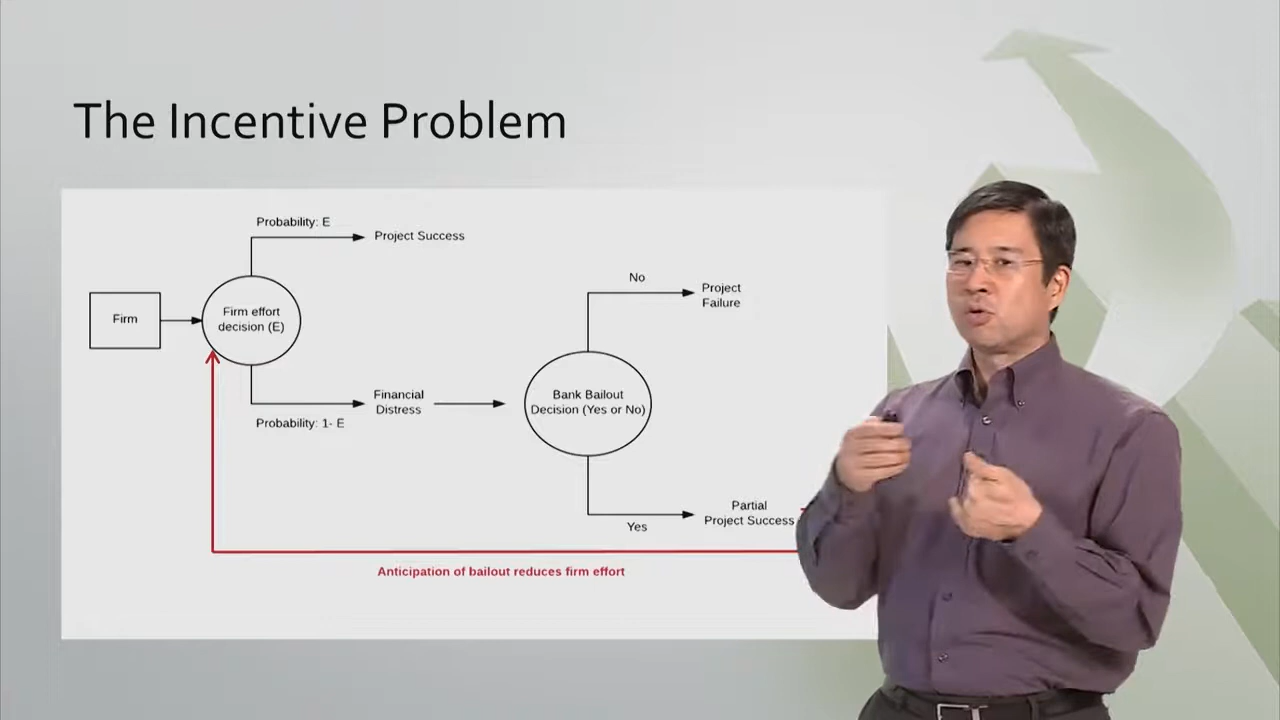 The Incentive Problem
Probability: E
Project Success
Firm
Firm effort
decision (E)
Probability: 1- E
Financial
Distress
Bank Bailout
Decision (Yes or No)
No
Project
Failure
Yes
Partial
Project Success
Anticipation of bailout reduces firm effort